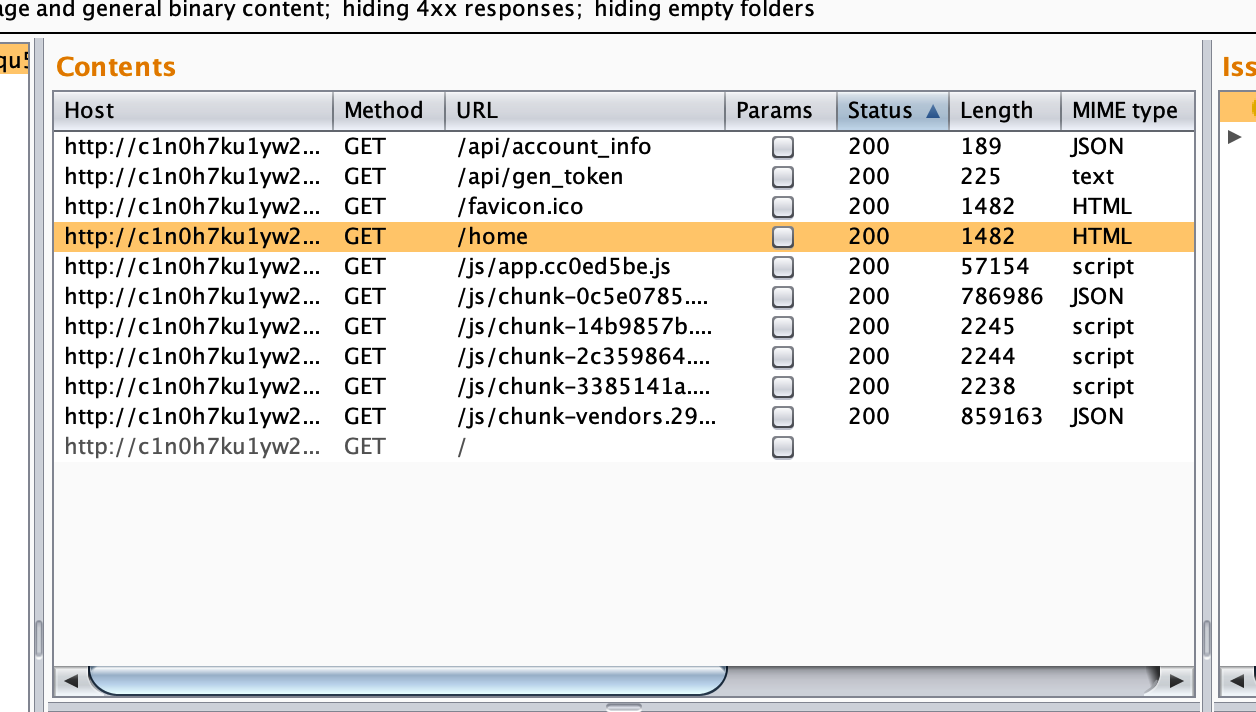 age and general binary content; hiding 4xx responses; hiding empty folders
Contents
Host Method URL Params Status Length MIME type
http://c1n0h7ku1yw2... GET /api/account_info 200 189 JSON
http://c1n0h7ku1yw2... GET /api/gen_token 200 225 text
http://c1n0h7ku1yw2... GET /favicon.ico 200 1482 HTML
http://c1n0h7ku1yw2... GET /home 200 1482 HTML
http://c1n0h7ku1yw2... GET /js/app.cc0ed5be.js 200 57154 script
http://c1n0h7ku1yw2... GET /js/chunk-0c5e0785.... 200 786986 JSON
http://c1n0h7ku1yw2... GET /js/chunk-14b9857b.... 200 2245 script
http://c1n0h7ku1yw2... GET /js/chunk-2c359864.... 200 2244 script
http://c1n0h7ku1yw2... GET /js/chunk-3385141a.... 200 2238 script
http://c1n0h7ku1yw2... GET /js/chunk-vendors.29... 200 859163 JSON
http://c1n0h7ku1yw2... GET /
Iss